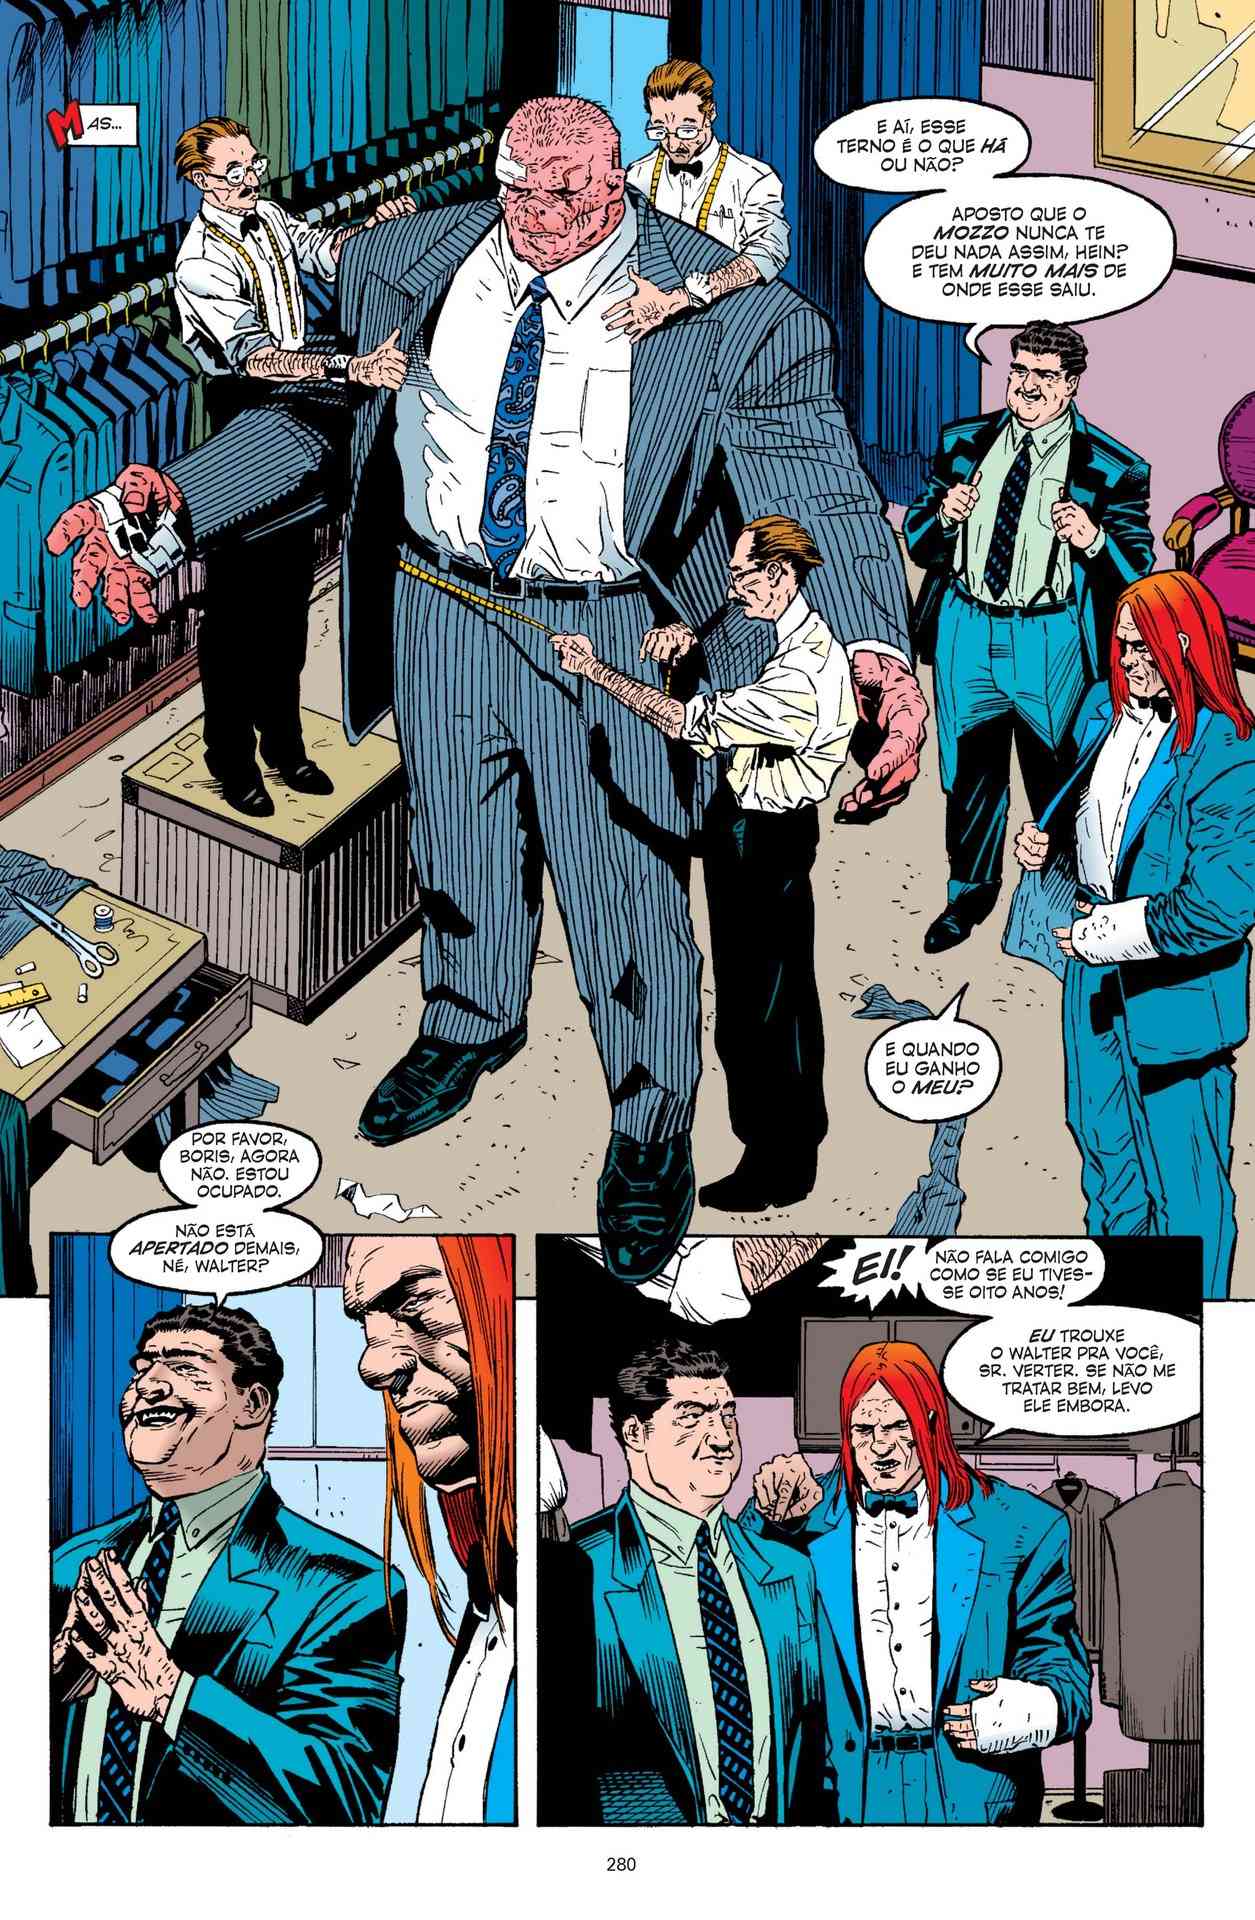 MAS...
E AÍ, ESSE
TERNO É O QUE HÁ
OU NÃO?
APOSTO QUE O
MOZZO NUNCA TE
DEU NADA ASSIM, HEIN?
E TEM MUITO MAIS DE
ONDE ESSE SAIU.
E QUANDO
EU GANHO
O MEU?
POR FAVOR,
BORIS, AGORA
NÃO. ESTOU
OCUPADO.
NÃO ESTÁ
APERTADO DEMAIS,
NÉ, WALTER?
EI!
NÃO FALA COMIGO
COMO SE EU TIVES-
SE OITO ANOS!
EU TROUXE
O WALTER PRA VOCÊ,
SR. VERTER. SE NÃO ME
TRATAR BEM, LEVO
ELE EMBORA.
280